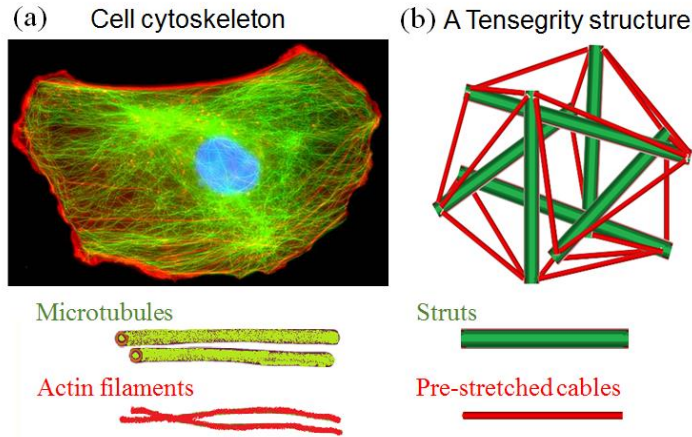 (a) Cell cytoskeleton
(b) A Tensegrity structure
Microtubules
Struts
Actin filaments
Pre-stretched cables